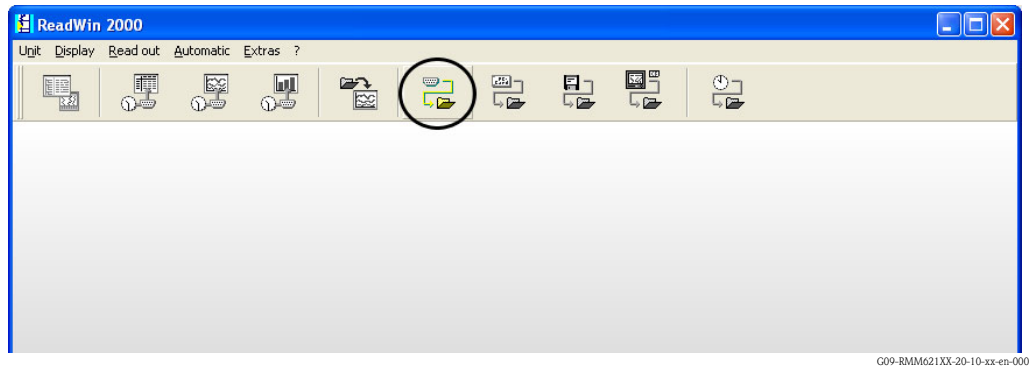 ReadWin 2000
Unit Display Read out Automatic Extras ?
G09-RMM621XX-20-10-xx-en-000